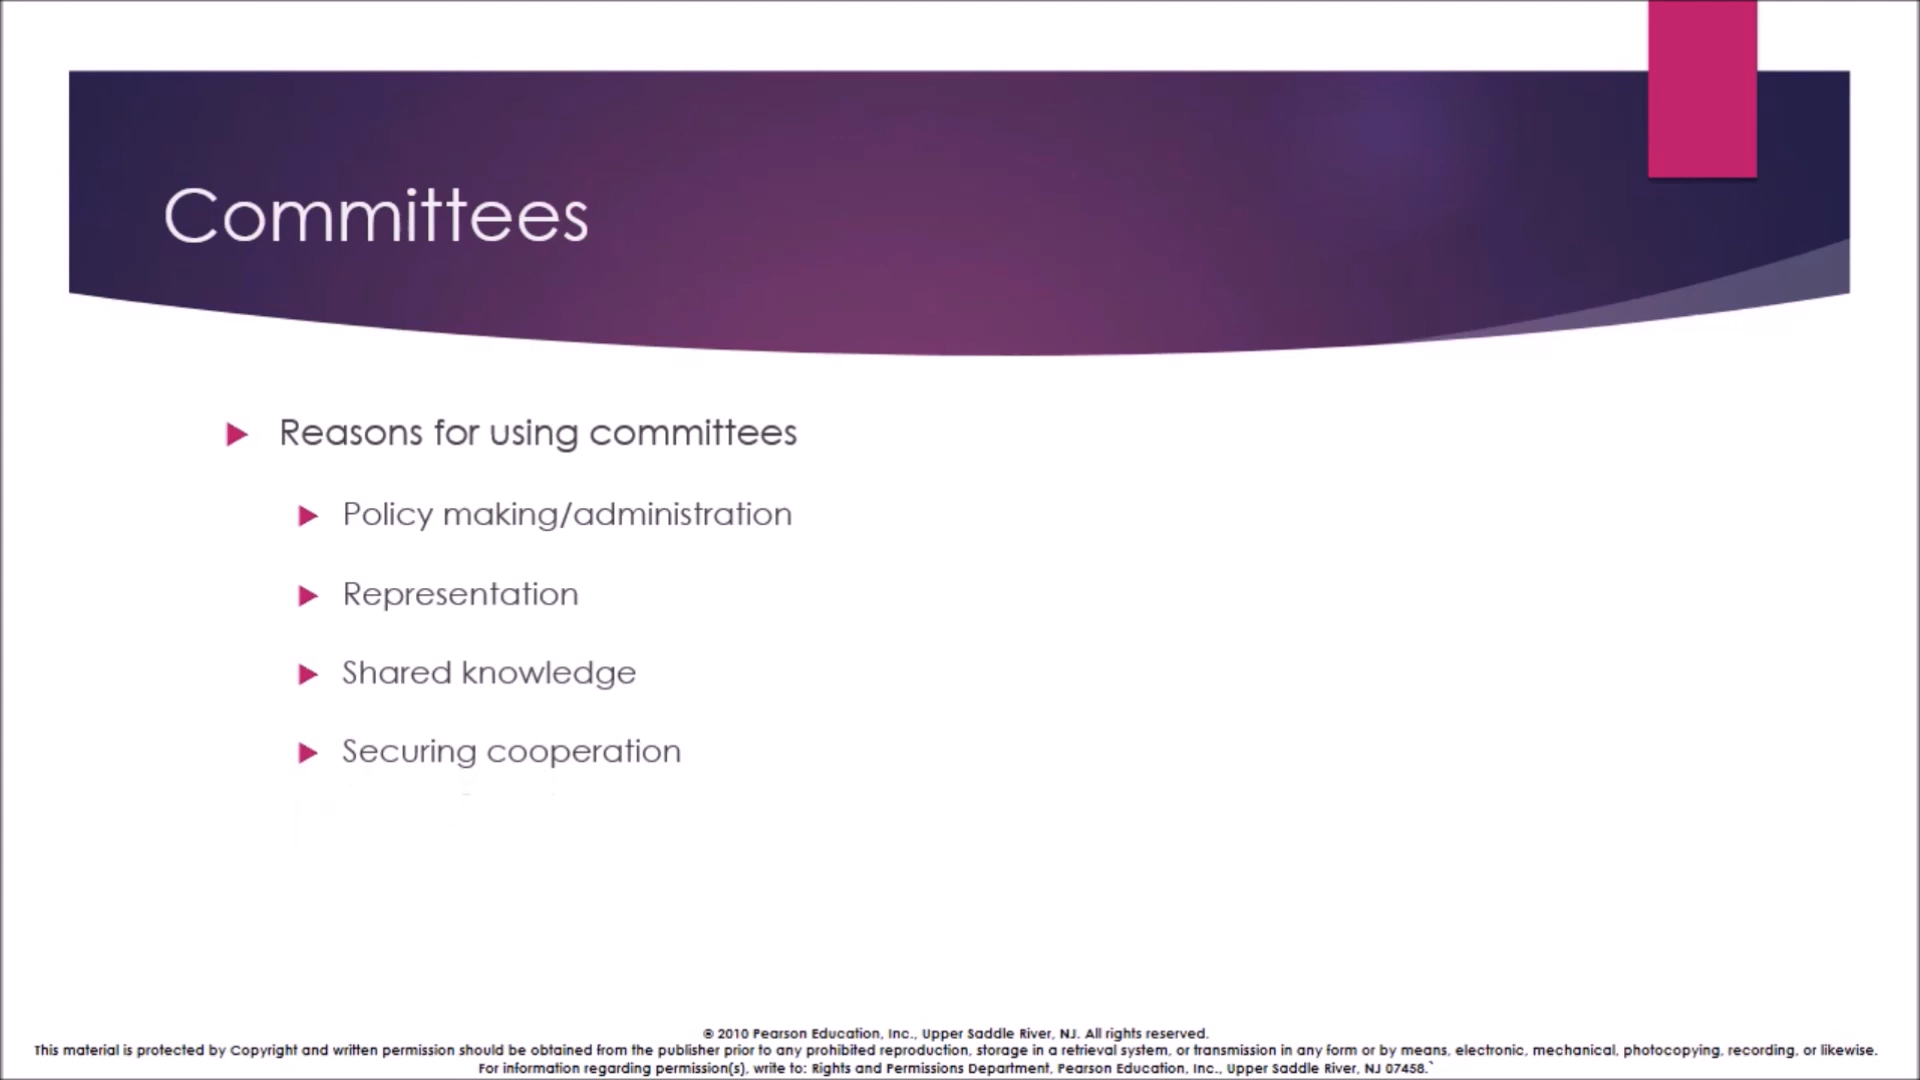 Committees
Reasons for using committees
Policy making/administration
Representation
Shared knowledge
Securing cooperation
© 2010 Pearson Education, Inc., Upper Saddle River, NJ. All rights reserved.
This material is protected by Copyright and written permission should be obtained from the publisher prior to any prohibited reproduction, storage in a retrieval system, or transmission in any form or by means, electronic, mechanical, photocopying, recording, or likewise.
For information regarding permission(s), write to: Rights and Permissions Department, Pearson Education, Inc., Upper Saddle River, NJ 07458.`